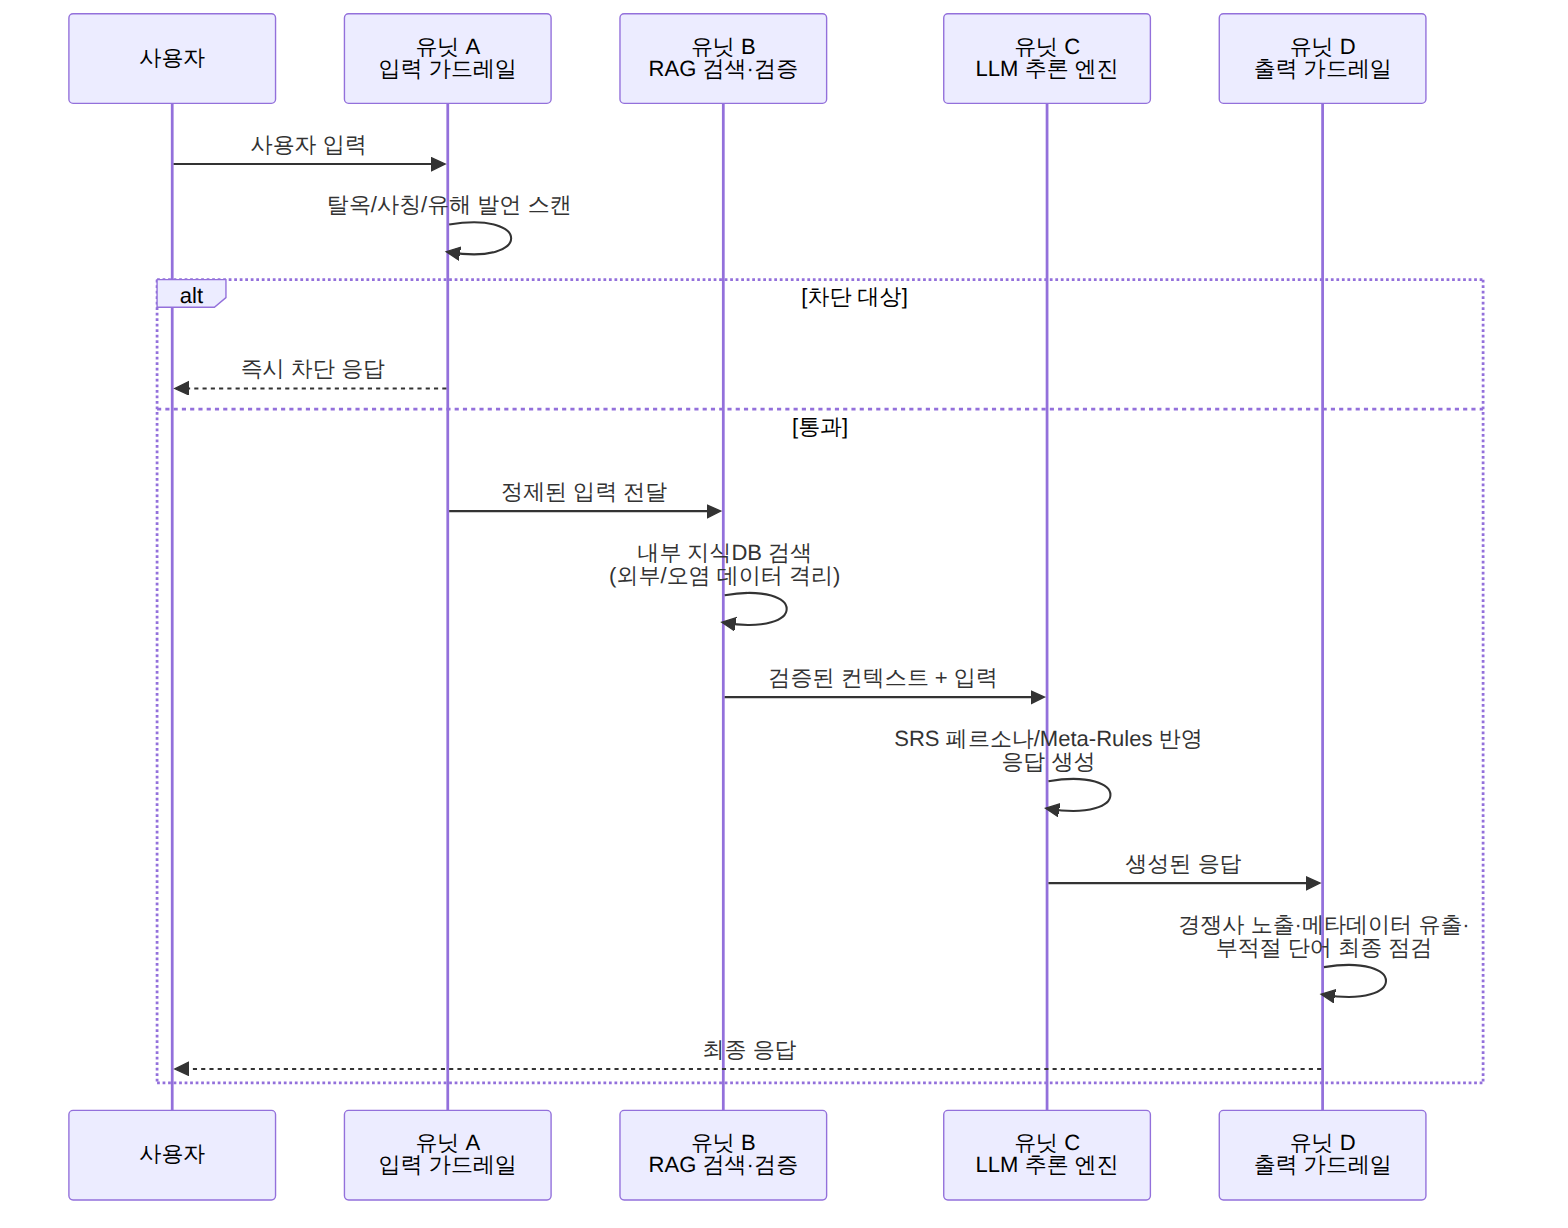 사용자
유닛 A
입력 가드레일
유닛 B
RAG 검색·검증
유닛 C
LLM 추론 엔진
유닛 D
출력 가드레일
사용자 입력
탈옥/사칭/유해 발언 스캔
alt
[차단 대상]
즉시 차단 응답
[통과]
정제된 입력 전달
내부 지식DB 검색
(외부/오염 데이터 격리)
검증된 컨텍스트 + 입력
SRS 페르소나/Meta-Rules 반영
응답 생성
생성된 응답
경쟁사 노출·메타데이터 유출·
부적절 단어 최종 점검
최종 응답
사용자
유닛 A
입력 가드레일
유닛 B
RAG 검색·검증
유닛 C
LLM 추론 엔진
유닛 D
출력 가드레일